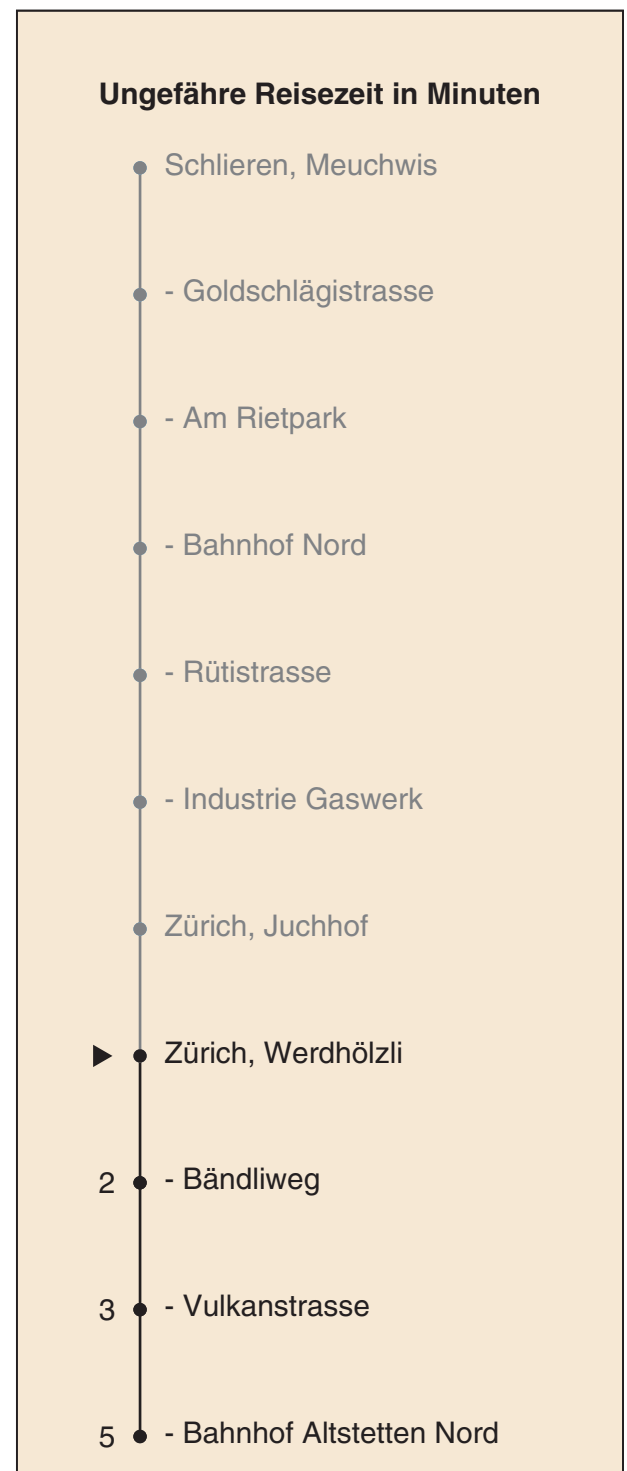 Ungefähre Reisezeit in Minuten
Schlieren, Meuchwis
- Goldschlägistrasse
- Am Rietpark
- Bahnhof Nord
- Rütistrasse
- Industrie Gaswerk
Zürich, Juchhof
Zürich, Werdhölzli
2 - Bändliweg
3 - Vulkanstrasse
5 - Bahnhof Altstetten Nord